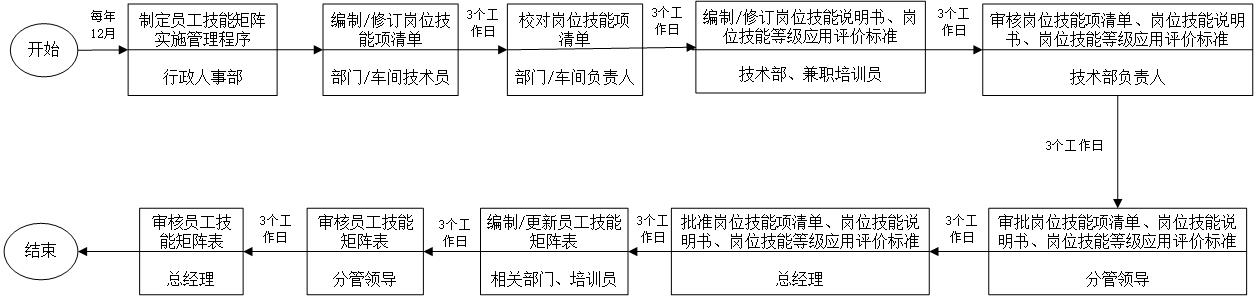 开始
每年
12月
制定员工技能矩阵
实施管理程序
行政人事部
编制/修订岗位技
能项清单
部门/车间技术员
3个工
作日
校对岗位技能项
清单
部门/车间负责人
3个工
作日
编制/修订岗位技能说明书、岗
位技能等级应用评价标准
技术部、兼职培训员
3个工
作日
审核岗位技能项清单、岗位技能说明
书、岗位技能等级应用评价标准
技术部负责人
3个工作日
审批岗位技能项清单、岗位技能说
明书、岗位技能等级应用评价标准
分管领导
3个工
作日
批准岗位技能项清单、岗位技能说
明书、岗位技能等级应用评价标准
总经理
3个工
作日
编制/更新员工技能
矩阵表
相关部门、培训员
3个工
作日
审核员工技能
矩阵表
分管领导
3个工
作日
审核员工技
能矩阵表
总经理
结束